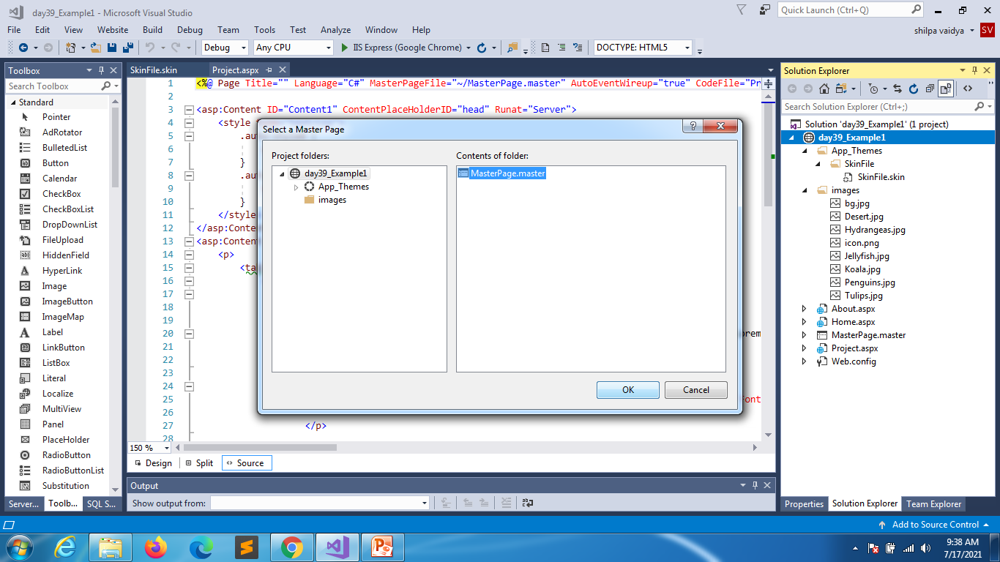 day39_Example1 - Microsoft Visual Studio
Quick Launch (Ctrl+Q)
File Edit View Website Build Debug Team Tools Test Analyze Window Help
shilpa vaidya SV
Debug Any CPU IIS Express (Google Chrome) DOCTYPE: HTML5
Toolbox
Search Toolbox
Standard
Pointer
AdRotator
BulletedList
Button
Calendar
CheckBox
CheckBoxList
DropDownList
FileUpload
HiddenField
HyperLink
Image
ImageButton
ImageMap
Label
LinkButton
ListBox
Literal
Localize
MultiView
Panel
PlaceHolder
RadioButton
RadioButtonList
Substitution
Server... Toolb... SQL S...
SkinFile.skin Project.aspx
1 <%@ Page Title="" Language="C#" MasterPageFile="~/MasterPage.master" AutoEventWireup="true" CodeFile="Pr
2
3 <asp:Content ID="Content1" ContentPlaceHolderID="head" Runat="Server">
4 <style
5 .au
6
7 }
8 .au
9
10 }
11 </style
12 </asp:Conte
13 <asp:Content
14 <p>
15 <ta
16
17
18
19
20 orem
21
22
23
24
25 Font
26
27 </p>
28
150 %
Design Split Source
Select a Master Page
Project folders:
day39_Example1
App_Themes
images
Contents of folder:
MasterPage.master
OK Cancel
Output
Show output from:
Solution Explorer
Search Solution Explorer (Ctrl+;)
Solution 'day39_Example1' (1 project)
day39_Example1
App_Themes
SkinFile
SkinFile.skin
images
bg.jpg
Desert.jpg
Hydrangeas.jpg
icon.png
Jellyfish.jpg
Koala.jpg
Penguins.jpg
Tulips.jpg
About.aspx
Home.aspx
MasterPage.master
Project.aspx
Web.config
Properties Solution Explorer Team Explorer
Add to Source Control
9:38 AM
7/17/2021